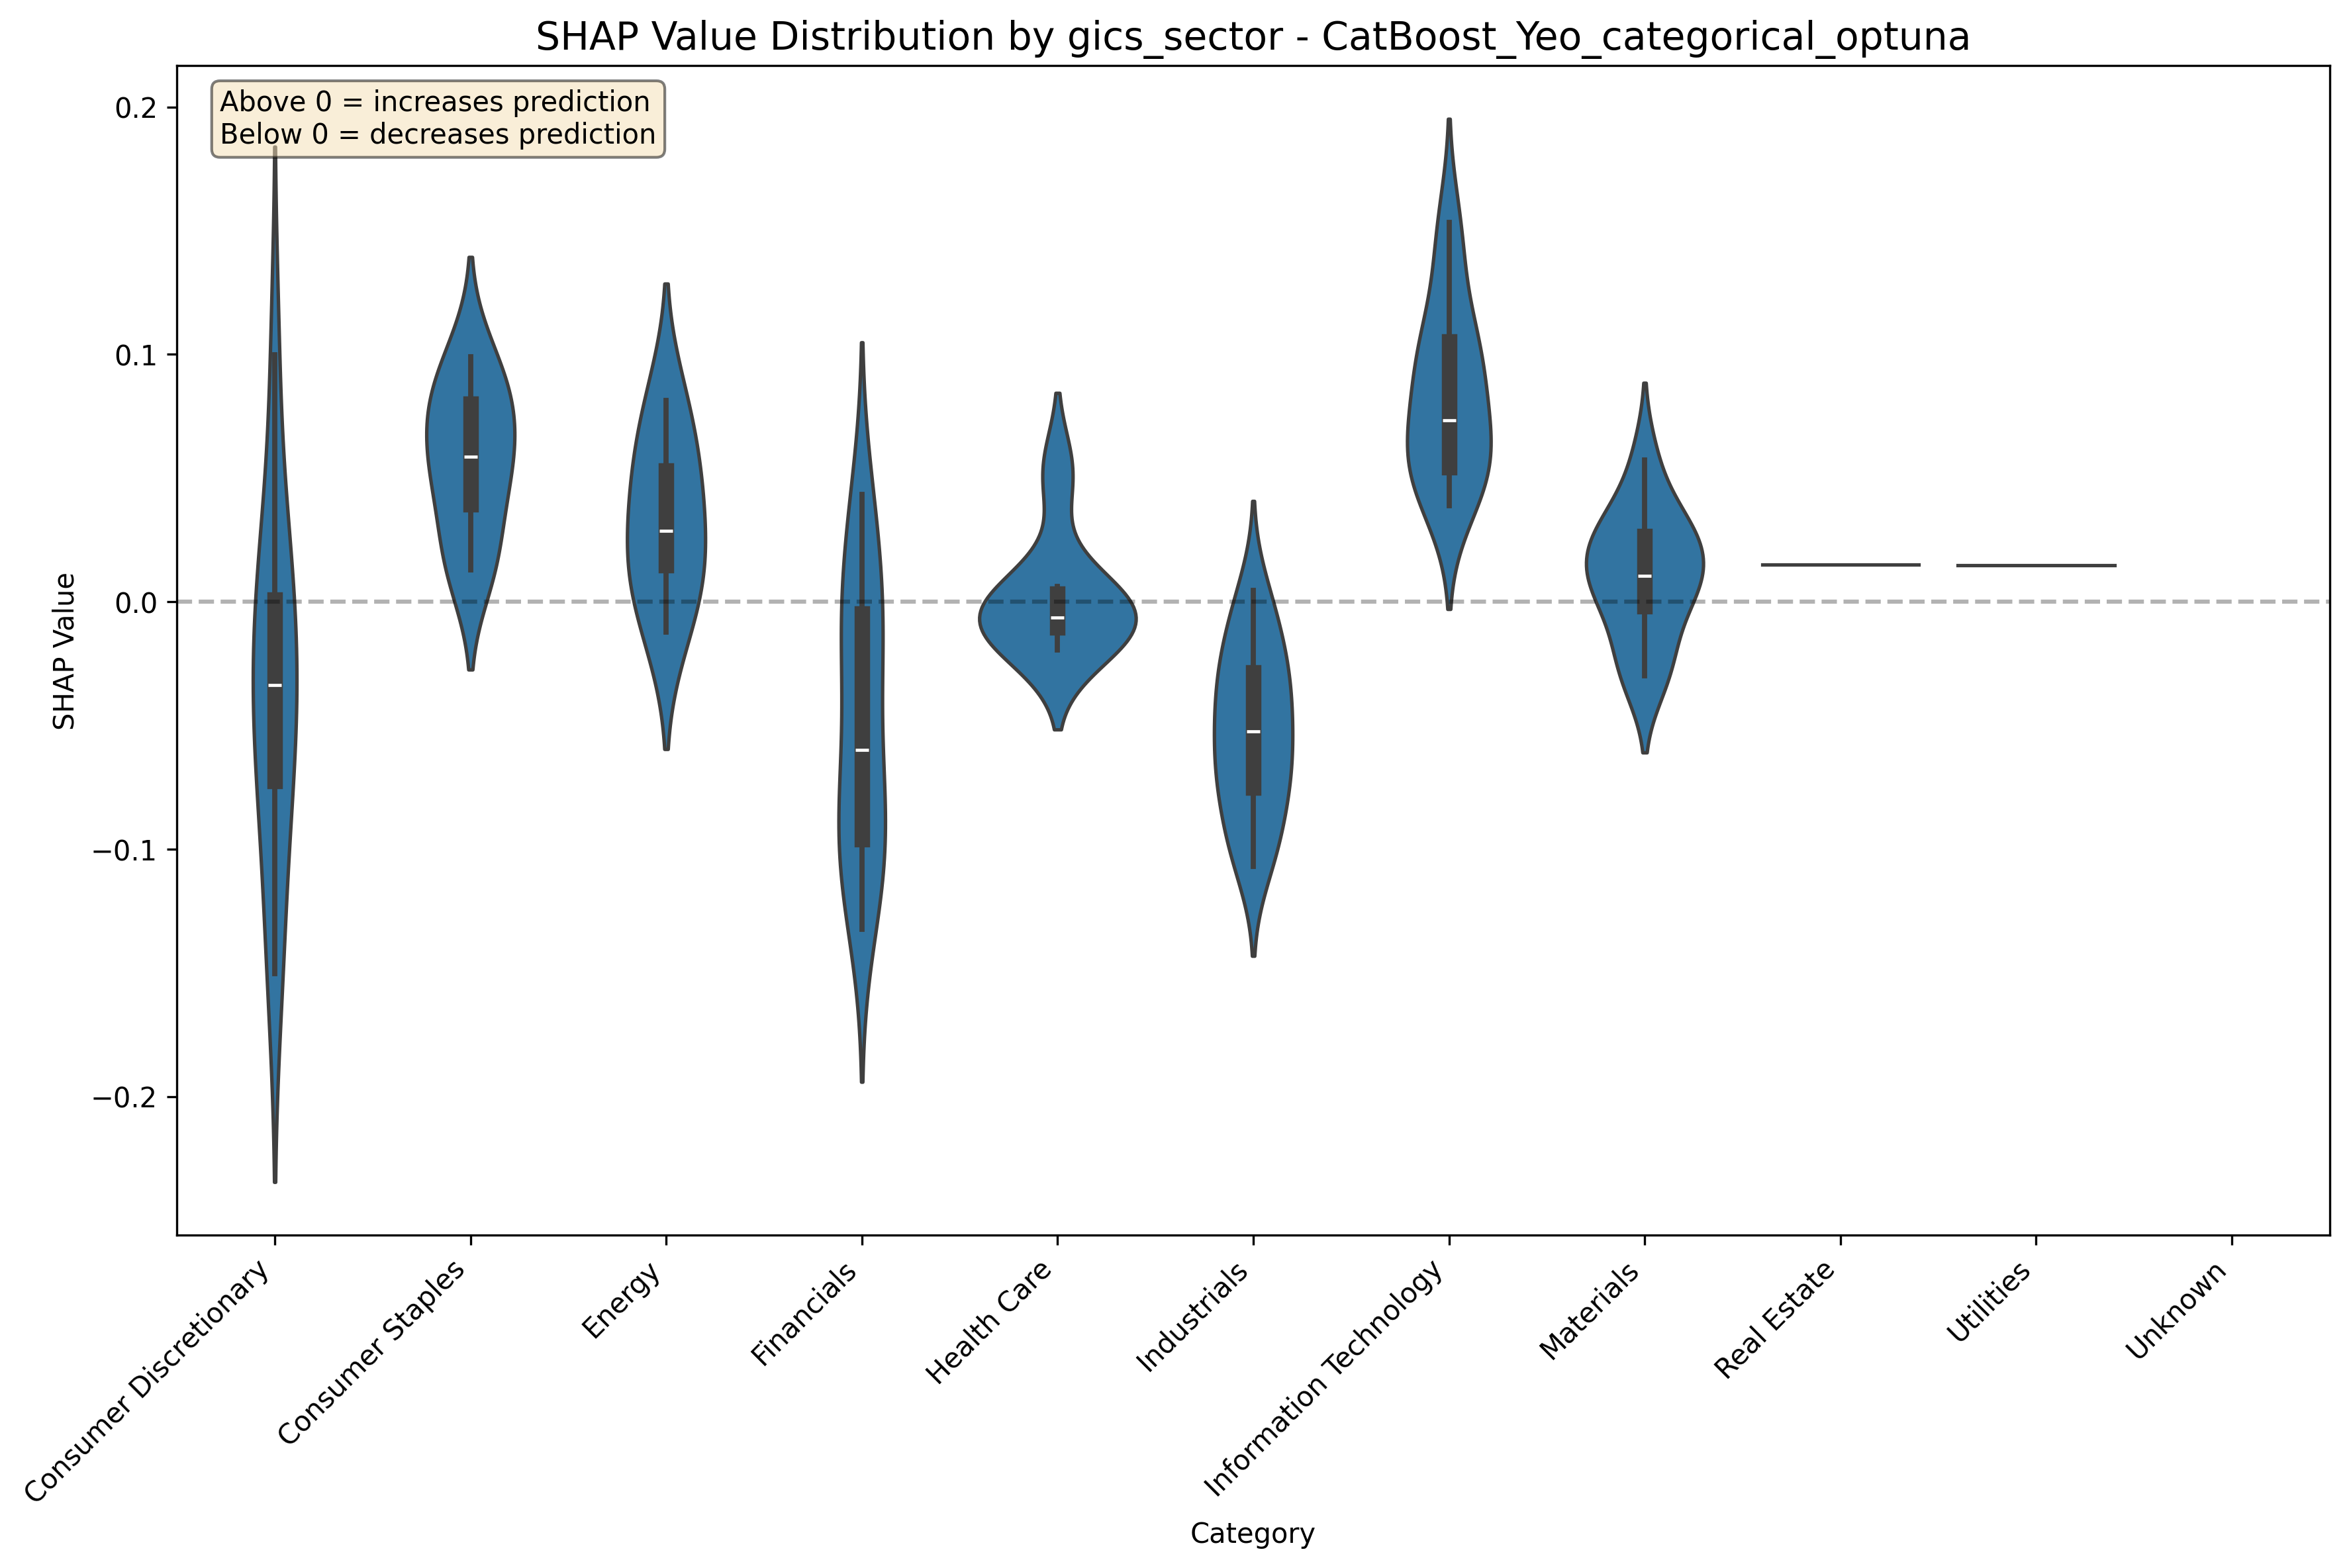 SHAP Value Distribution by gics_sector - CatBoost_Yeo_categorical_optuna
Above 0 = increases prediction
Below 0 = decreases prediction
0.2
0.1
0.0
−0.1
−0.2
SHAP Value
Consumer Discretionary
Consumer Staples
Energy
Financials
Health Care
Industrials
Information Technology
Materials
Real Estate
Utilities
Unknown
Category